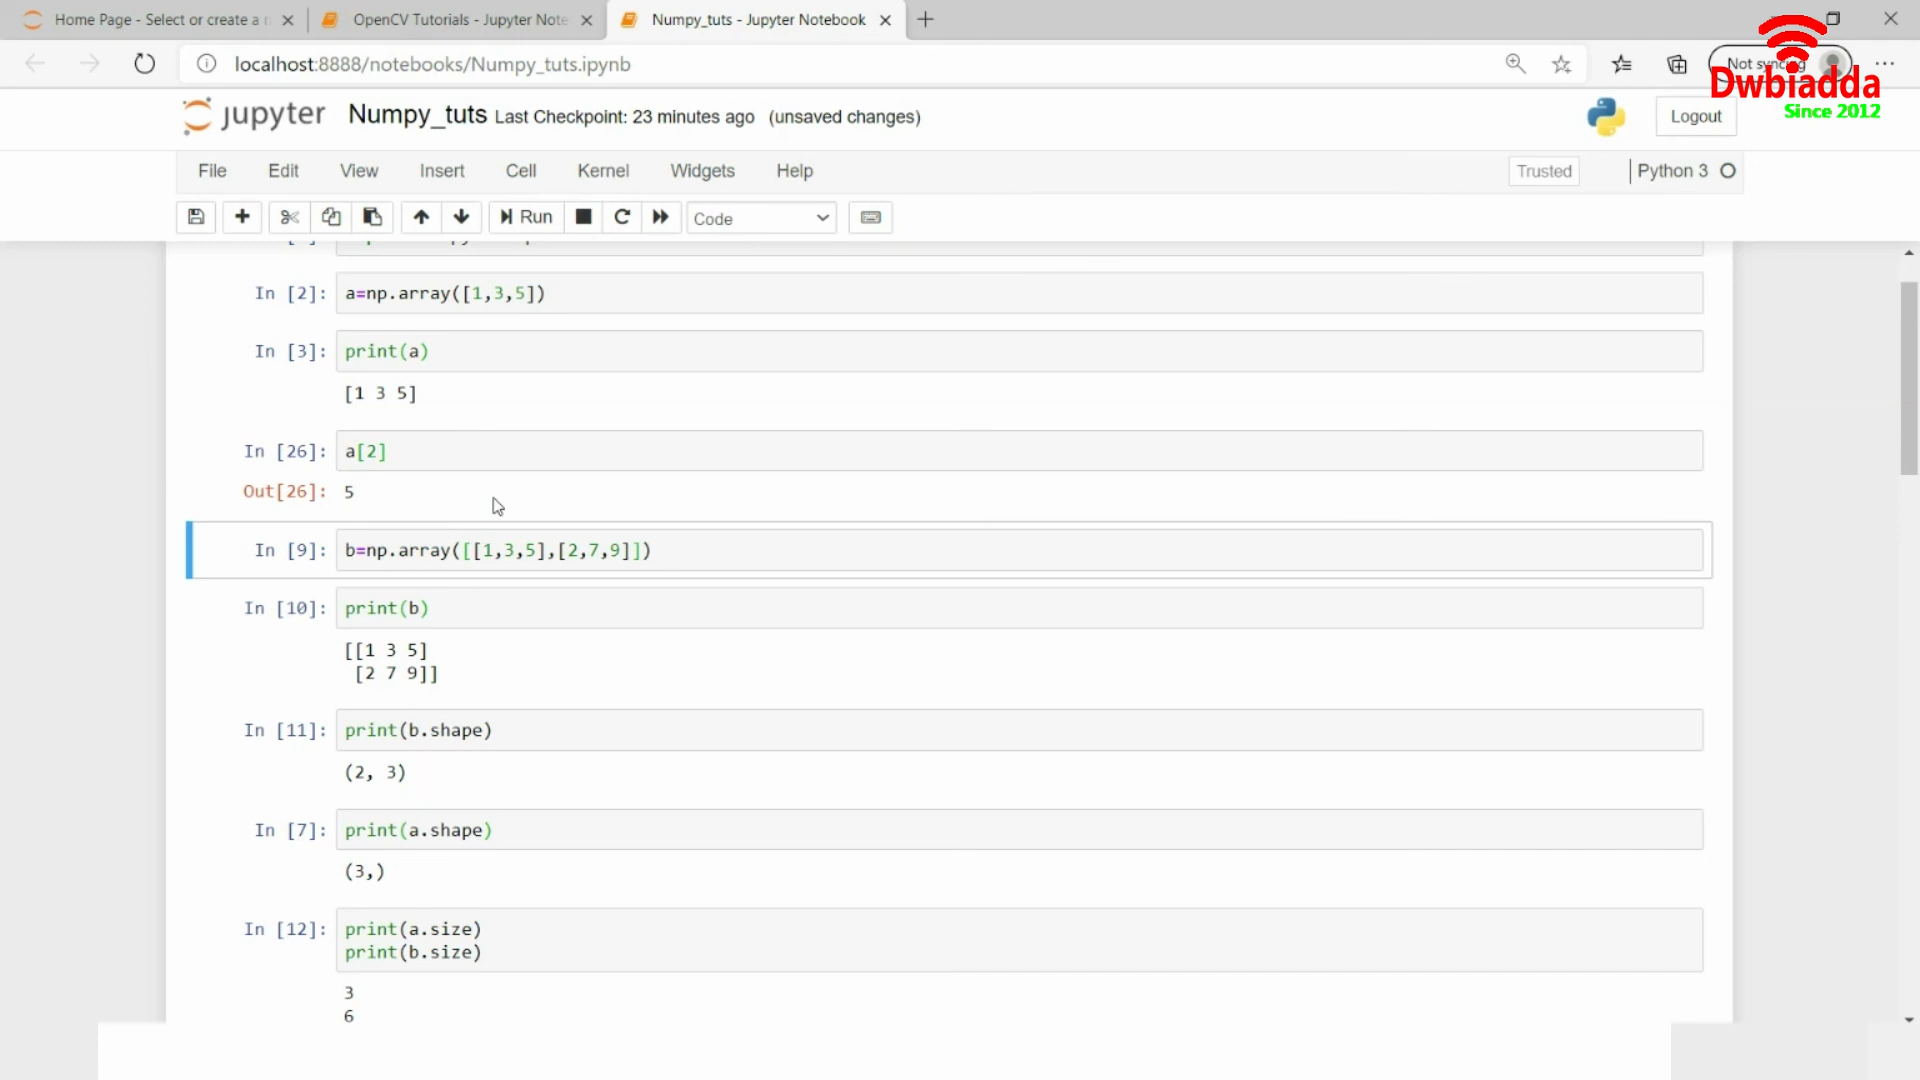 Home Page - Select or create a n
OpenCV Tutorials - Jupyter Note
Numpy_tuts - Jupyter Notebook
localhost:8888/notebooks/Numpy_tuts.ipynb
Not syncing
Dwbiadda
Since 2012
jupyter Numpy_tuts Last Checkpoint: 23 minutes ago (unsaved changes)
Logout
File Edit View Insert Cell Kernel Widgets Help
Trusted
Python 3
Run
Code
In [2]: a=np.array([1,3,5])
In [3]: print(a)
[1 3 5]
In [26]: a[2]
Out[26]: 5
In [9]: b=np.array([[1,3,5],[2,7,9]])
In [10]: print(b)
[[1 3 5]
[2 7 9]]
In [11]: print(b.shape)
(2, 3)
In [7]: print(a.shape)
(3,)
In [12]: print(a.size)
print(b.size)
3
6